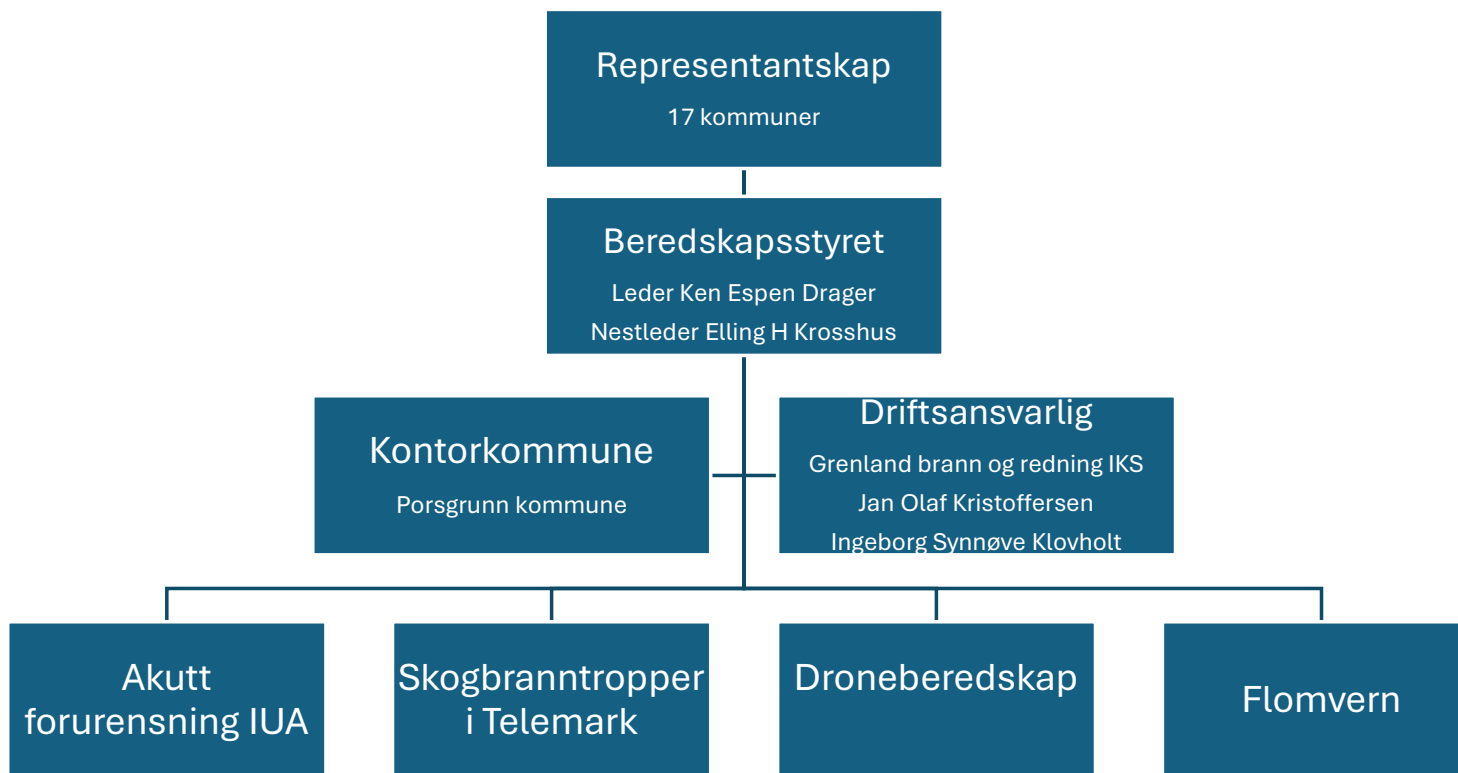 Representantskap
17 kommuner
Beredskapsstyret
Leder Ken Espen Drager
Nestleder Elling H Krosshus
Kontorkommune
Porsgrunn kommune
Driftsansvarlig
Grenland brann og redning IKS
Jan Olaf Kristoffersen
Ingeborg Synnøve Klovholt
Akutt
forurensning IUA
Skogbranntropper
i Telemark
Droneberedskap
Flomvern